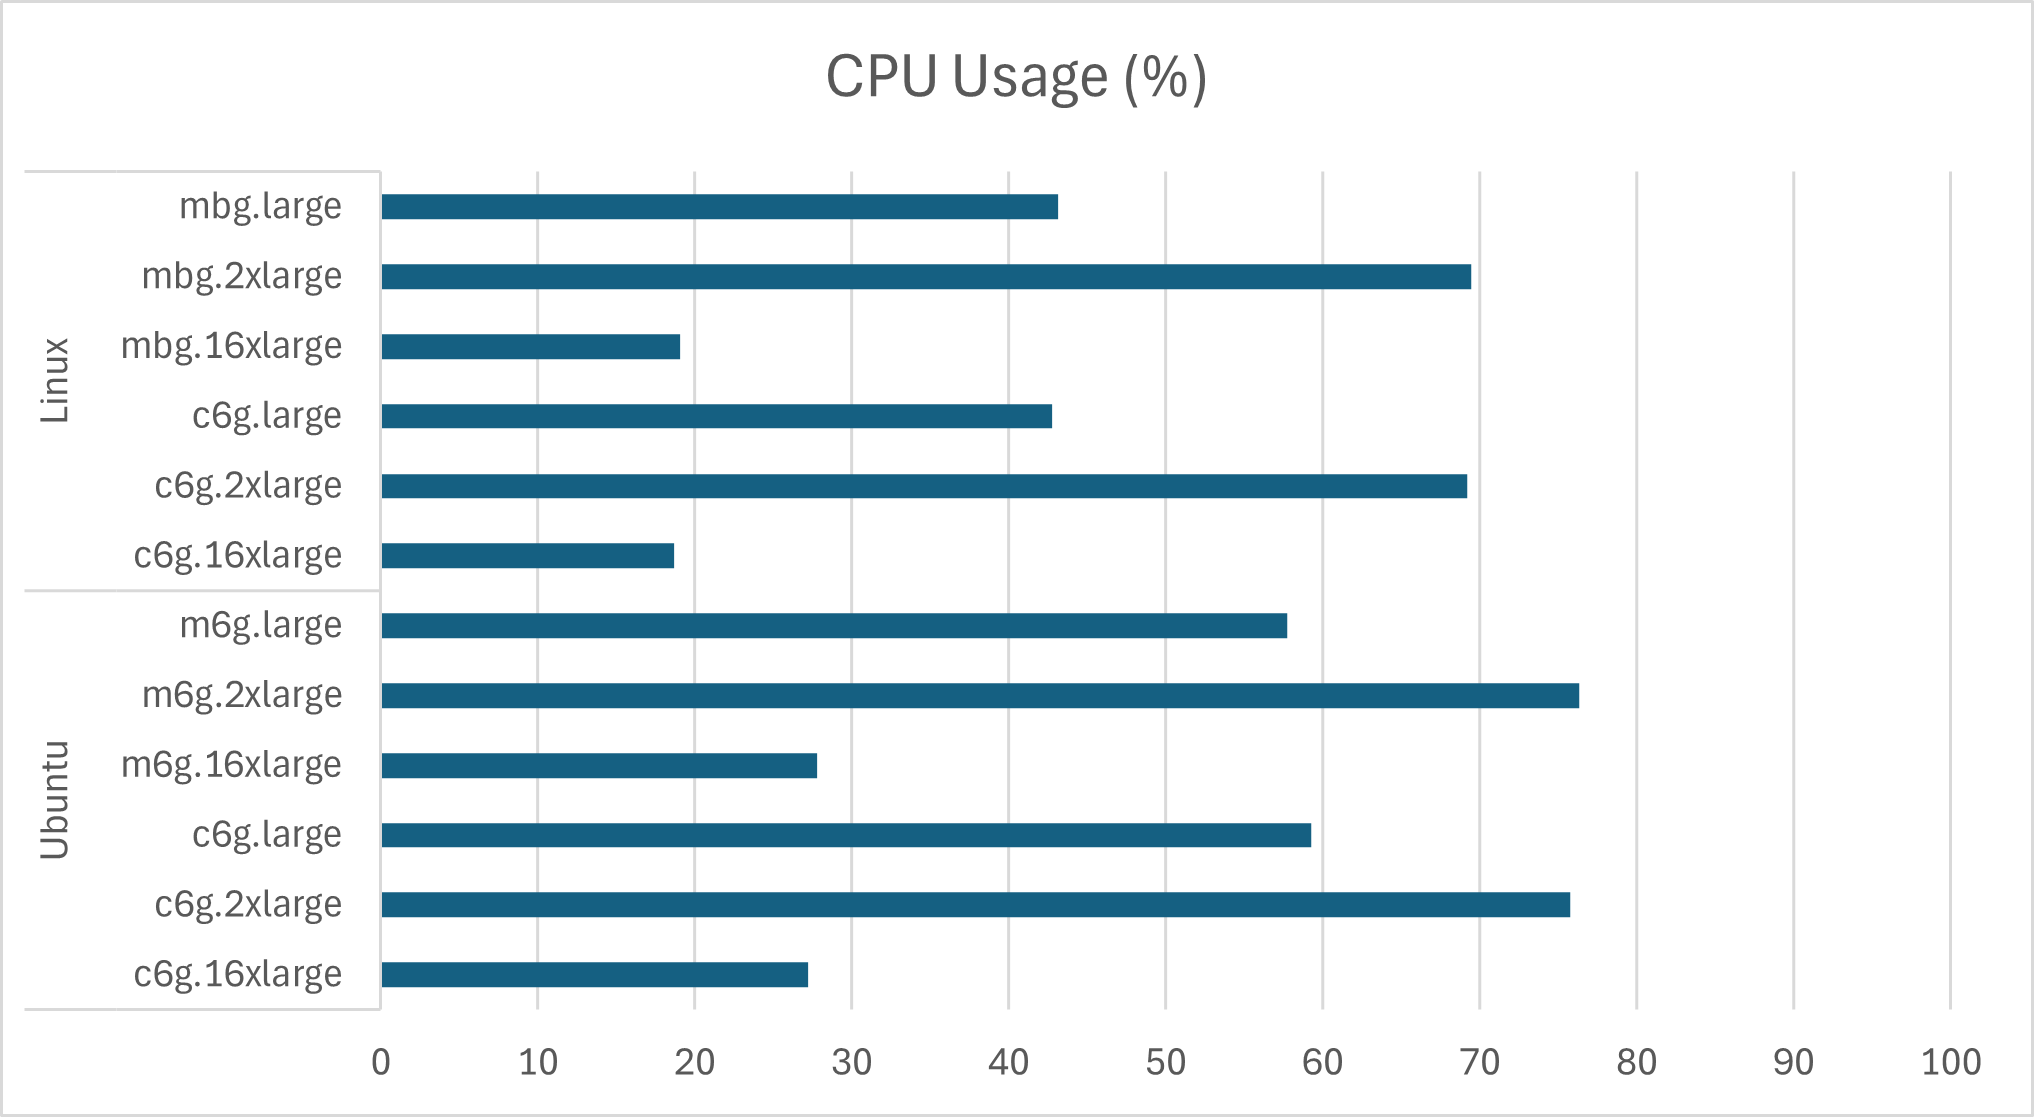 CPU Usage (%)
Linux
mbg.large
mbg.2xlarge
mbg.16xlarge
c6g.large
c6g.2xlarge
c6g.16xlarge
Ubuntu
m6g.large
m6g.2xlarge
m6g.16xlarge
c6g.large
c6g.2xlarge
c6g.16xlarge
0 10 20 30 40 50 60 70 80 90 100